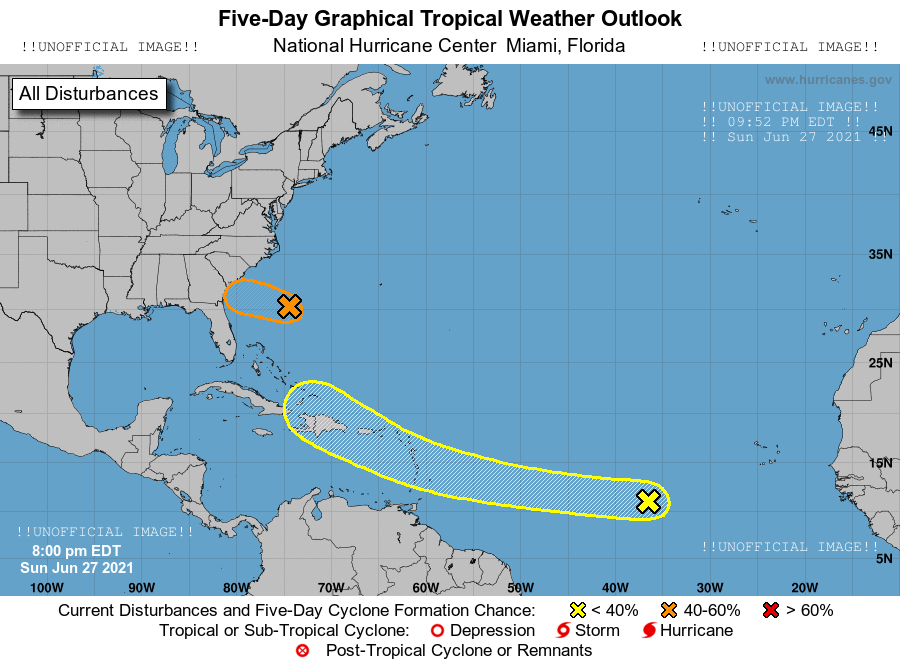 Five-Day Graphical Tropical Weather Outlook
!!UNOFFICIAL IMAGE!! National Hurricane Center Miami, Florida !!UNOFFICIAL IMAGE!!
www.hurricanes.gov
All Disturbances
!!UNOFFICIAL IMAGE!!
!! 09:52 PM EDT !!
45N
!! Sun Jun 27 2021 !!
35N
25N
15N
!!UNOFFICIAL IMAGE!!
8:00 pm EDT
!!UNOFFICIAL IMAGE!!
5N
Sun Jun 27 2021
100W 90W 80W 70W 60W 50W 40W 30W 20W
Current Disturbances and Five-Day Cyclone Formation Chance: < 40% 40-60% > 60%
Tropical or Sub-Tropical Cyclone: Depression Storm Hurricane
Post-Tropical Cyclone or Remnants